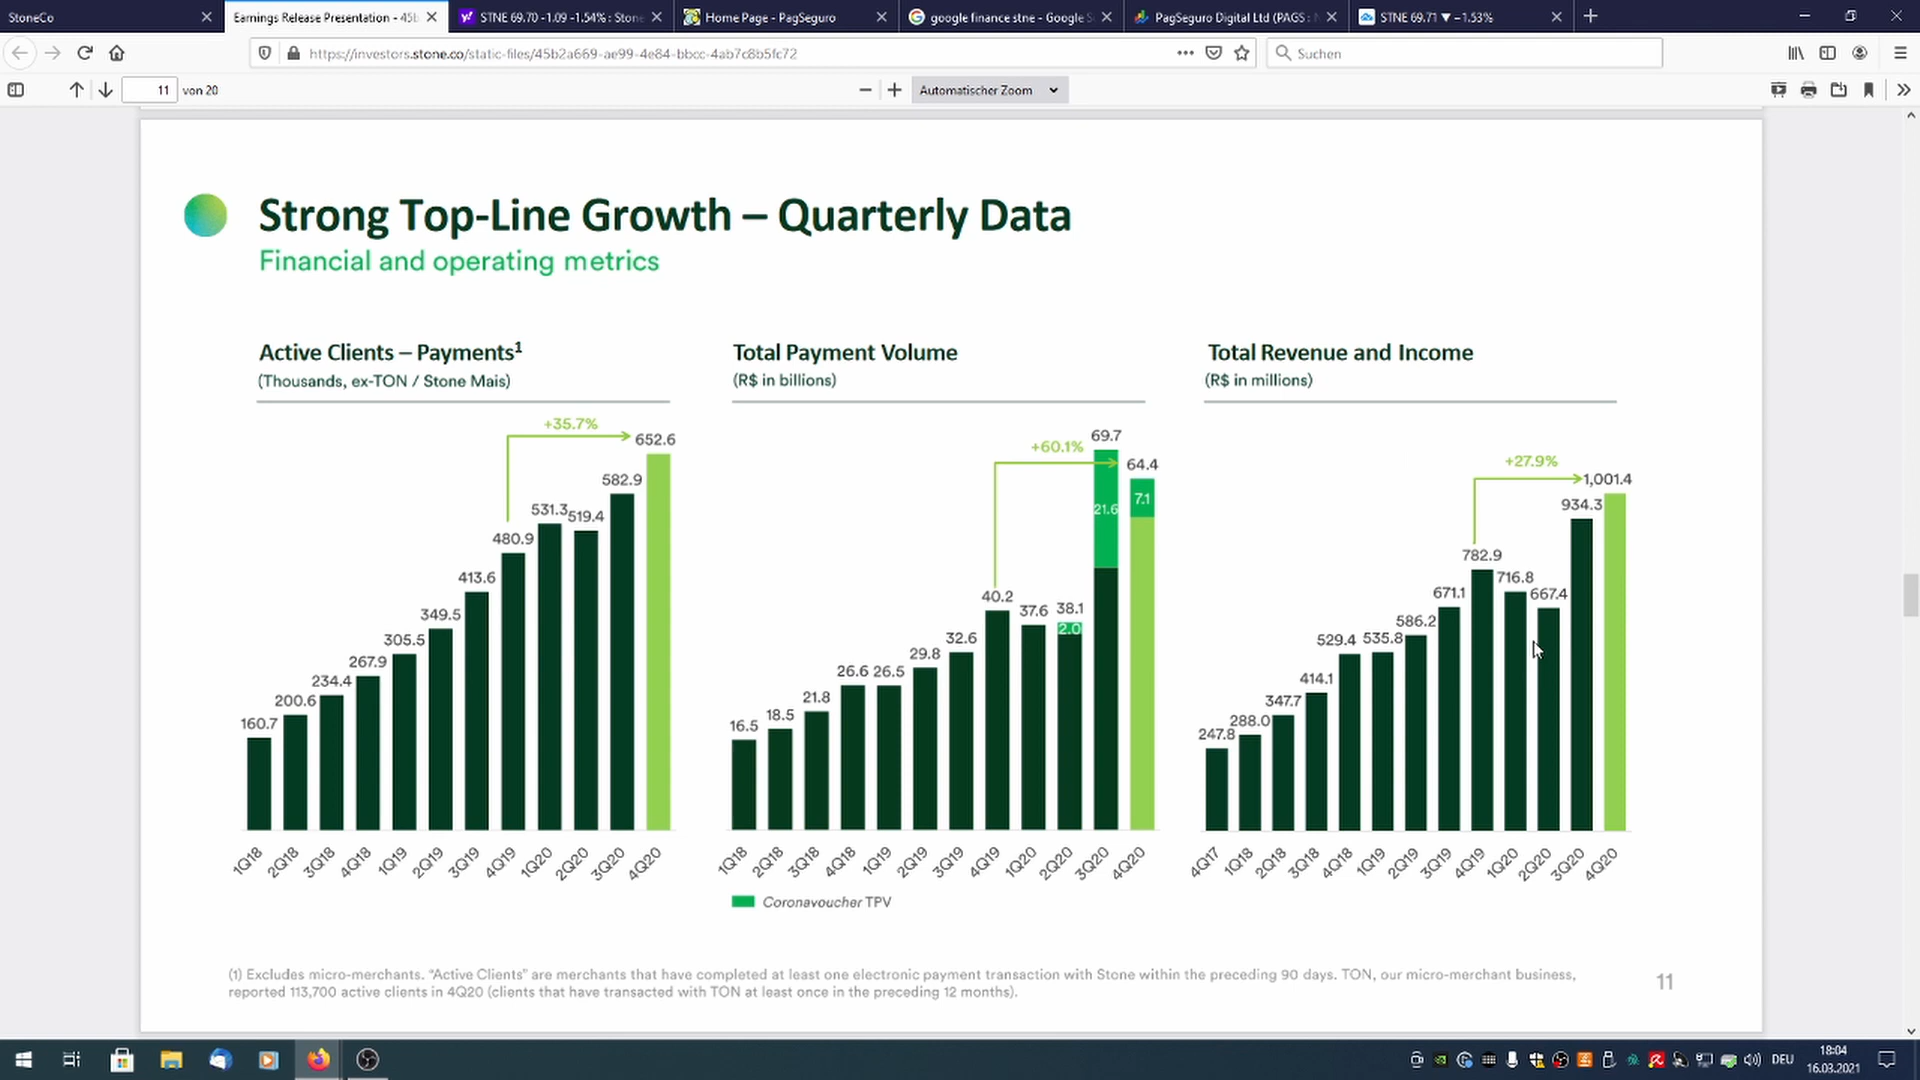 StoneCo
Earnings Release Presentation - 45b
STNE 69.70 -1.09 -1.54% : Stone
Home Page - PagSeguro
google finance stne - Google S
PagSeguro Digital Ltd (PAGS : N
STNE 69.71 ▼ −1.53%
https://investors.stone.co/static-files/45b2a669-ae99-4e84-bbcc-4ab7c8b5fc72
Suchen
11 von 20
Automatischer Zoom
Strong Top-Line Growth – Quarterly Data
Financial and operating metrics
Active Clients – Payments1
(Thousands, ex-TON / Stone Mais)
+35.7%
160.7
200.6
234.4
267.9
305.5
349.5
413.6
480.9
531.3
519.4
582.9
652.6
1Q18
2Q18
3Q18
4Q18
1Q19
2Q19
3Q19
4Q19
1Q20
2Q20
3Q20
4Q20
Total Payment Volume
(R$ in billions)
+60.1%
16.5
18.5
21.8
26.6
26.5
29.8
32.6
40.2
37.6
38.1
2.0
69.7
21.6
64.4
7.1
1Q18
2Q18
3Q18
4Q18
1Q19
2Q19
3Q19
4Q19
1Q20
2Q20
3Q20
4Q20
Coronavoucher TPV
Total Revenue and Income
(R$ in millions)
+27.9%
247.8
288.0
347.7
414.1
529.4
535.8
586.2
671.1
782.9
716.8
667.4
934.3
1,001.4
4Q17
1Q18
2Q18
3Q18
4Q18
1Q19
2Q19
3Q19
4Q19
1Q20
2Q20
3Q20
4Q20
(1) Excludes micro-merchants. “Active Clients” are merchants that have completed at least one electronic payment transaction with Stone within the preceding 90 days. TON, our micro-merchant business,
reported 113,700 active clients in 4Q20 (clients that have transacted with TON at least once in the preceding 12 months).
11
DEU
18:04
16.03.2021